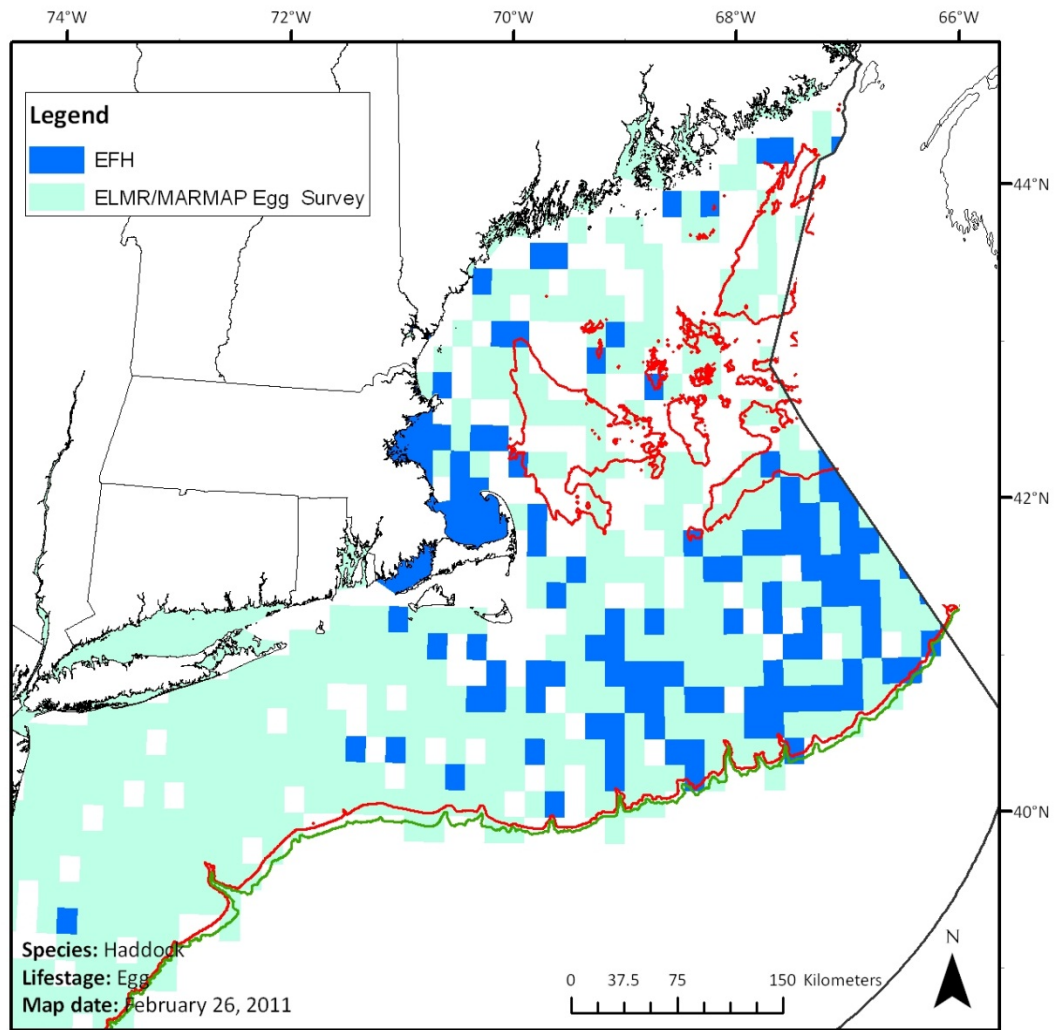 74°W 72°W 70°W 68°W 66°W
Legend
EFH
ELMR/MARMAP Egg  Survey
44°N
42°N
40°N
Species: Haddock
Lifestage: Egg
Map date: February 26, 2011
0 37.5 75 150 Kilometers
N